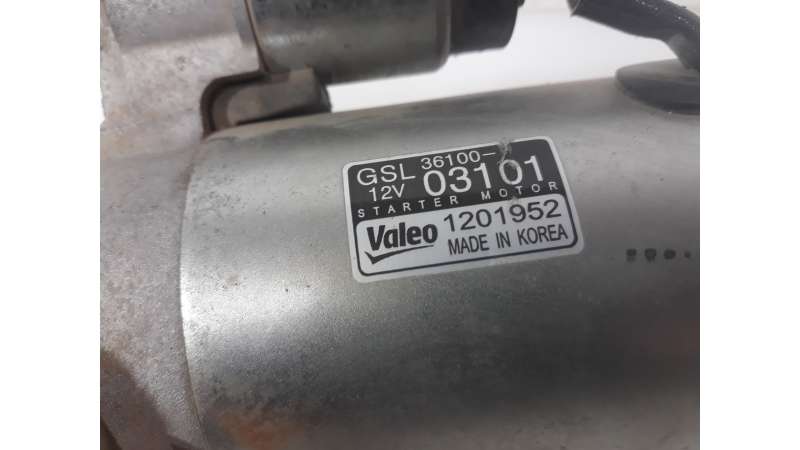 GSL 36100-
12V 03101
STARTER MOTOR
Valeo 1201952
MADE IN KOREA